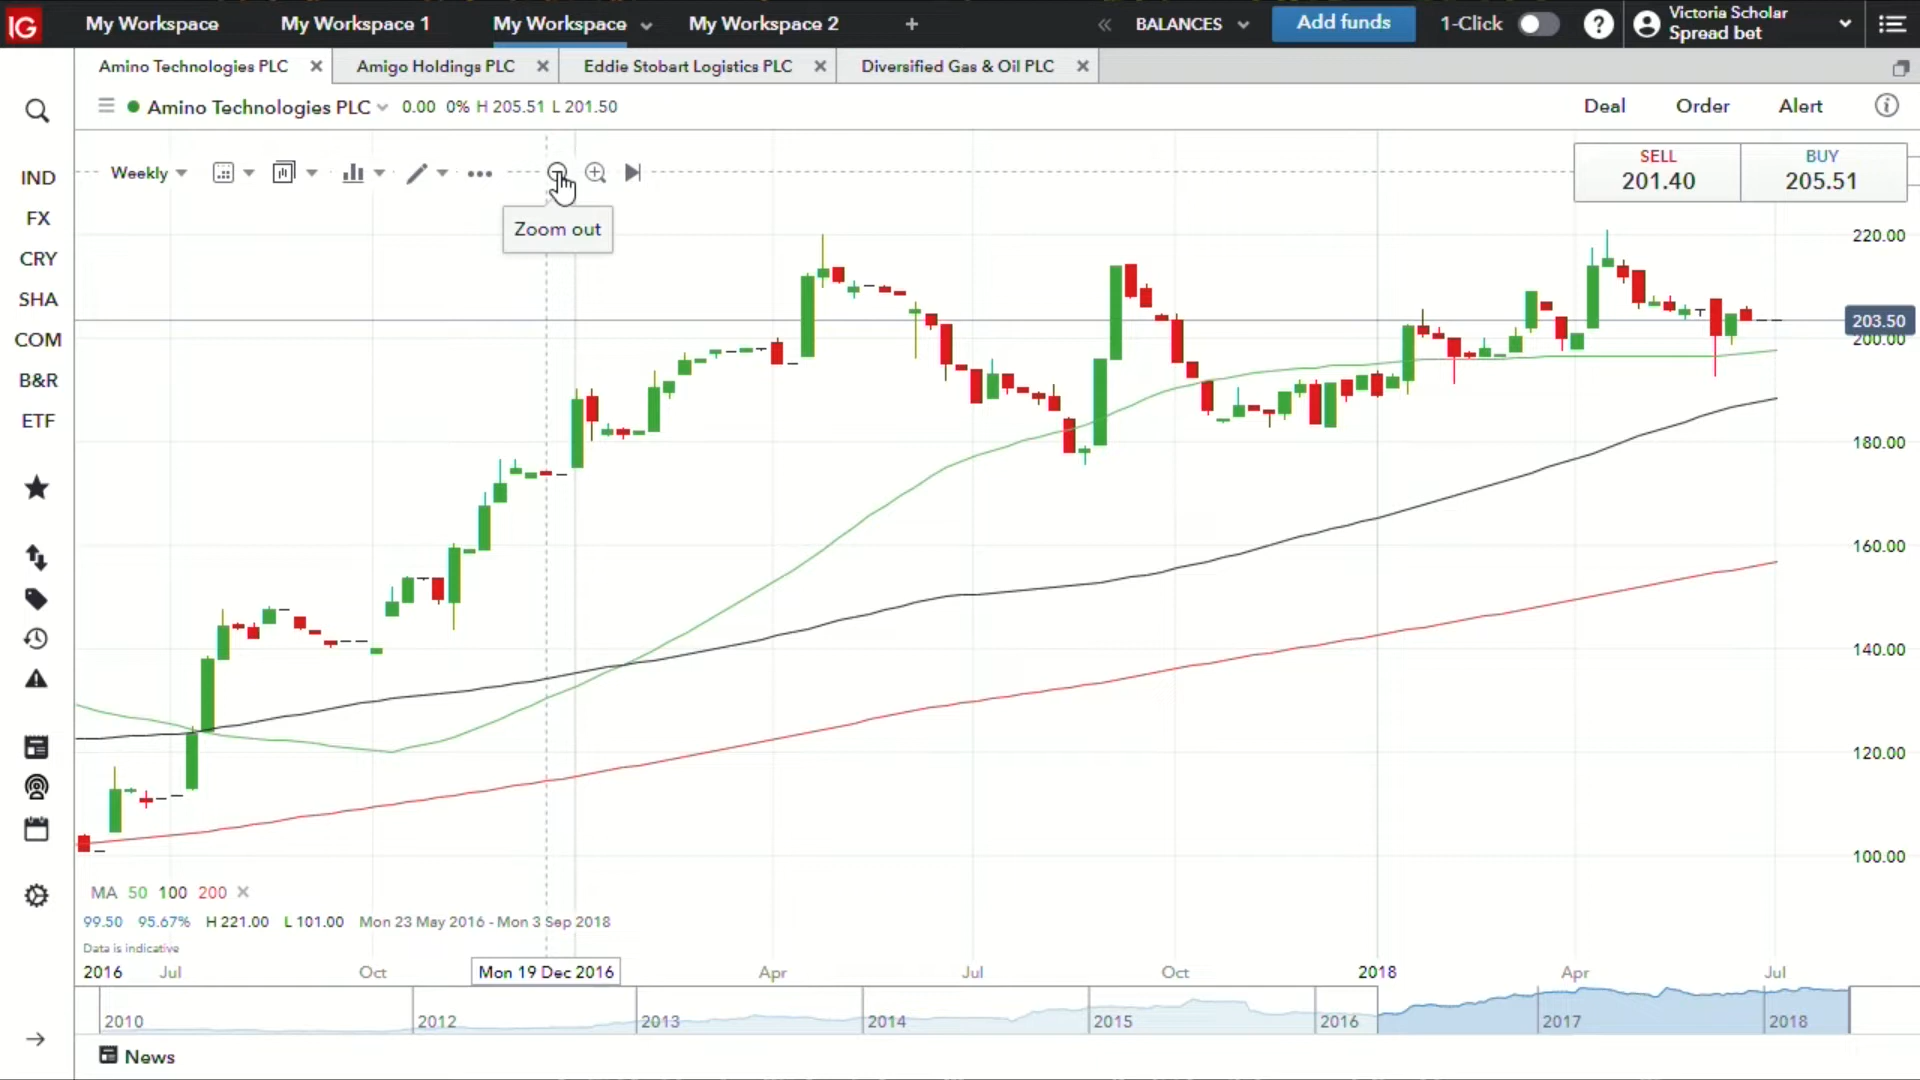 IG My Workspace My Workspace 1 My Workspace My Workspace 2 + « BALANCES Add funds 1-Click ? Victoria Scholar
Spread bet
Amino Technologies PLC × Amigo Holdings PLC × Eddie Stobart Logistics PLC × Diversified Gas & Oil PLC ×
Amino Technologies PLC 0.00 0% H 205.51 L 201.50 Deal Order Alert
Weekly
SELL BUY
201.40 205.51
Zoom out
IND
FX
CRY
SHA
COM
B&R
ETF
220.00
203.50
200.00
180.00
160.00
140.00
120.00
100.00
MA 50 100 200 ×
99.50 95.67% H 221.00 L 101.00 Mon 23 May 2016 - Mon 3 Sep 2018
Data is indicative
2016 Jul Oct Mon 19 Dec 2016 Apr Jul Oct 2018 Apr Jul
2010 2012 2013 2014 2015 2016 2017 2018
News